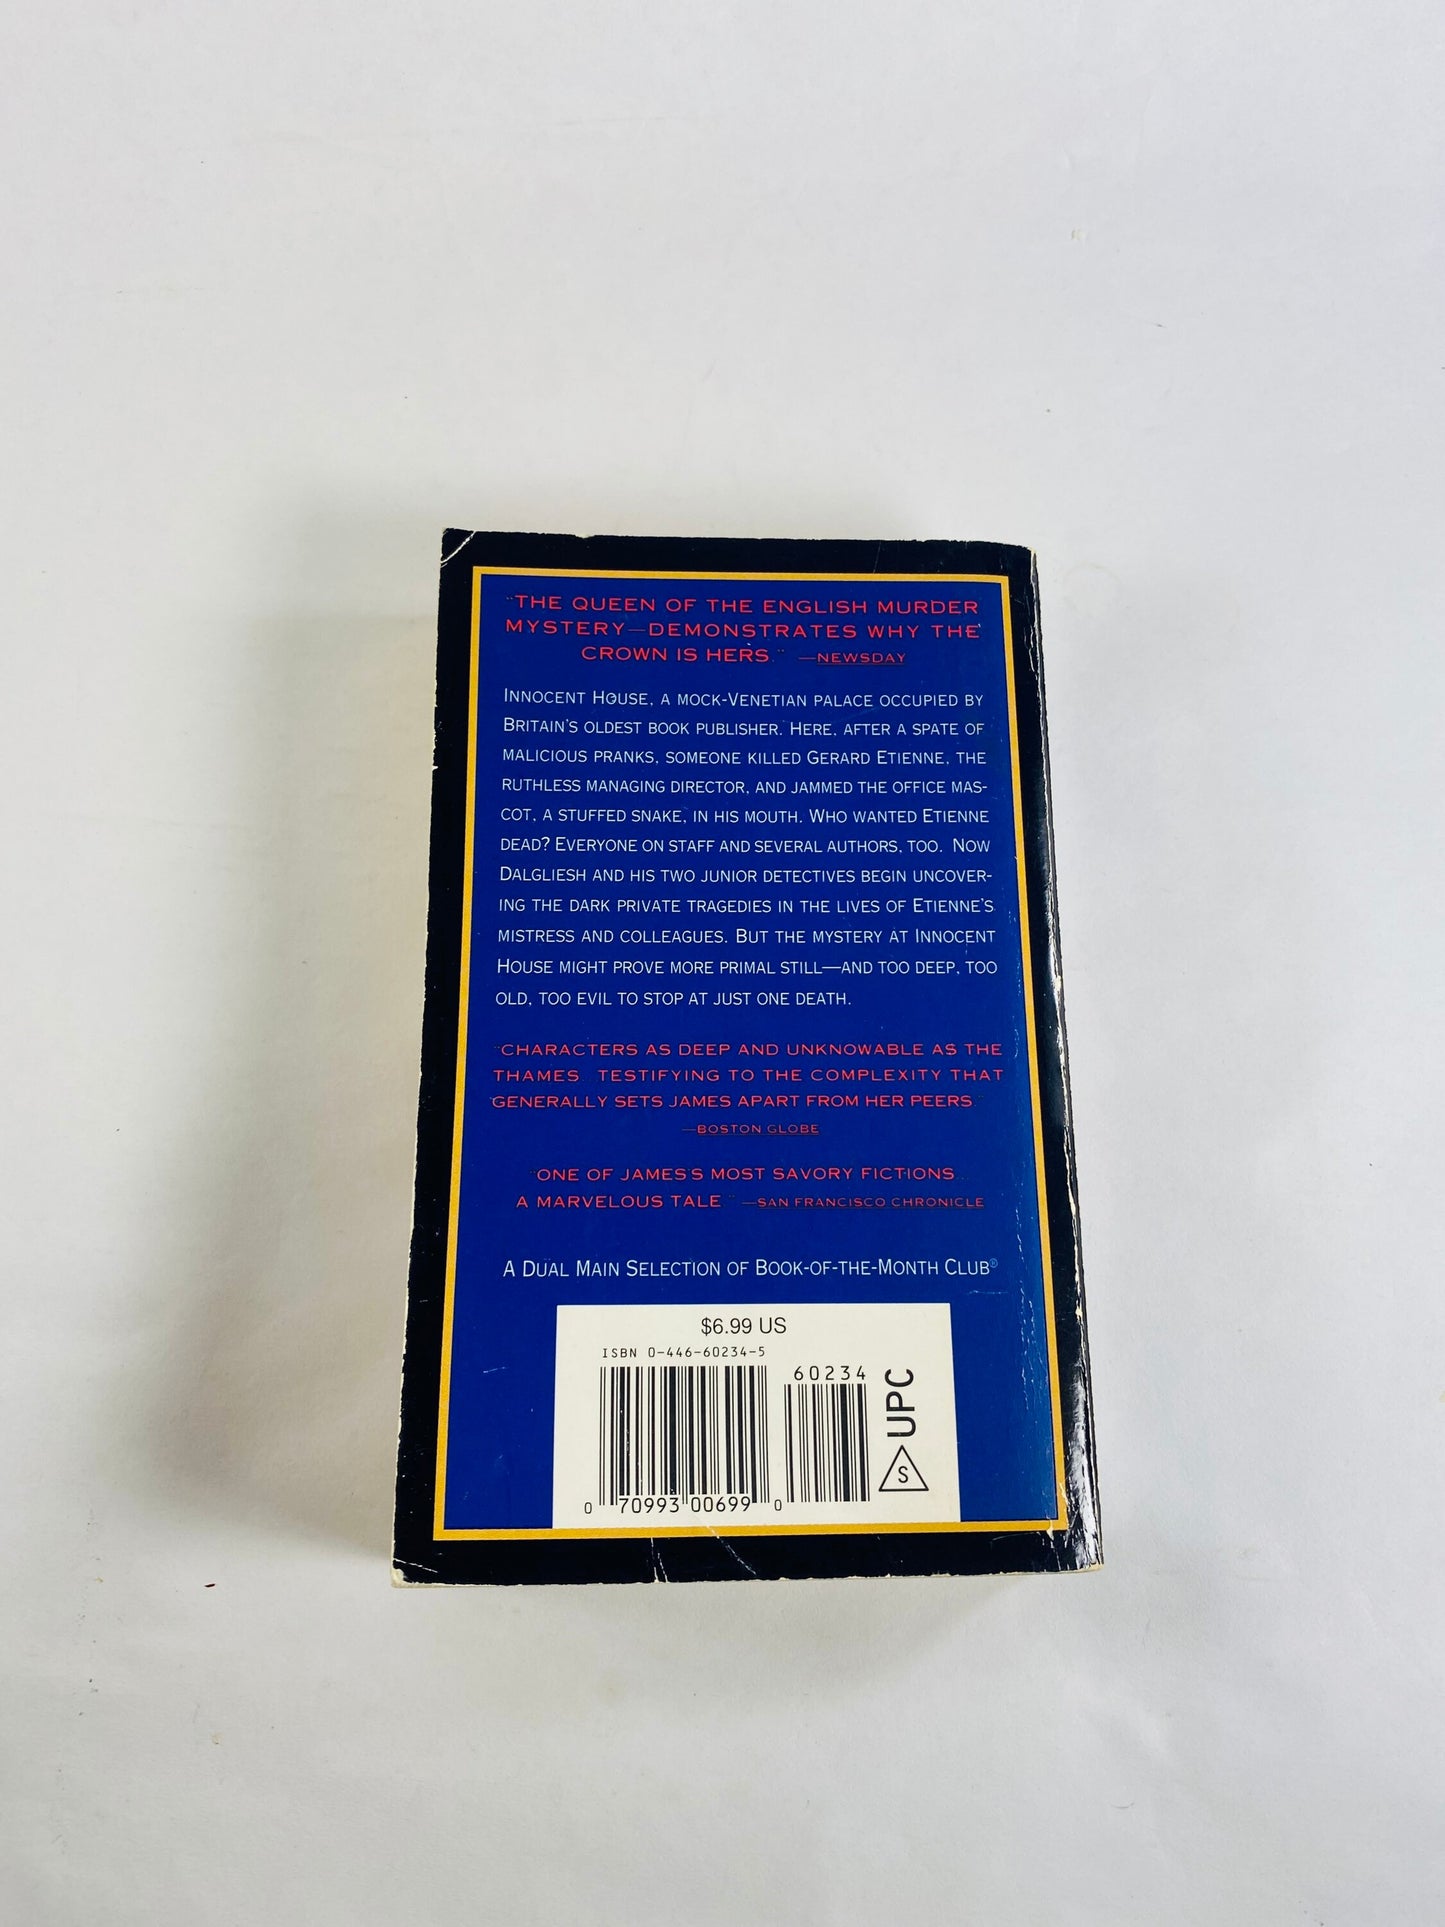 "THE QUEEN OF THE ENGLISH MURDER
MYSTERY—DEMONSTRATES WHY THE
CROWN IS HERS." —NEWSDAY
INNOCENT HOUSE, A MOCK-VENETIAN PALACE OCCUPIED BY
BRITAIN'S OLDEST BOOK PUBLISHER. HERE, AFTER A SPATE OF
MALICIOUS PRANKS, SOMEONE KILLED GERARD ETIENNE, THE
RUTHLESS MANAGING DIRECTOR, AND JAMMED THE OFFICE MAS-
COT, A STUFFED SNAKE, IN HIS MOUTH. WHO WANTED ETIENNE
DEAD? EVERYONE ON STAFF AND SEVERAL AUTHORS, TOO. NOW
DALGLIESH AND HIS TWO JUNIOR DETECTIVES BEGIN UNCOVER-
ING THE DARK PRIVATE TRAGEDIES IN THE LIVES OF ETIENNE'S
MISTRESS AND COLLEAGUES. BUT THE MYSTERY AT INNOCENT
HOUSE MIGHT PROVE MORE PRIMAL STILL—AND TOO DEEP, TOO
OLD, TOO EVIL TO STOP AT JUST ONE DEATH.
"CHARACTERS AS DEEP AND UNKNOWABLE AS THE
THAMES... TESTIFYING TO THE COMPLEXITY THAT
GENERALLY SETS JAMES APART FROM HER PEERS."
—BOSTON GLOBE
"ONE OF JAMES'S MOST SAVORY FICTIONS...
A MARVELOUS TALE." —SAN FRANCISCO CHRONICLE
A DUAL MAIN SELECTION OF BOOK-OF-THE-MONTH CLUB®
$6.99 US
ISBN 0-446-60234-5
60234
UPC
S
0 70993 00699 0